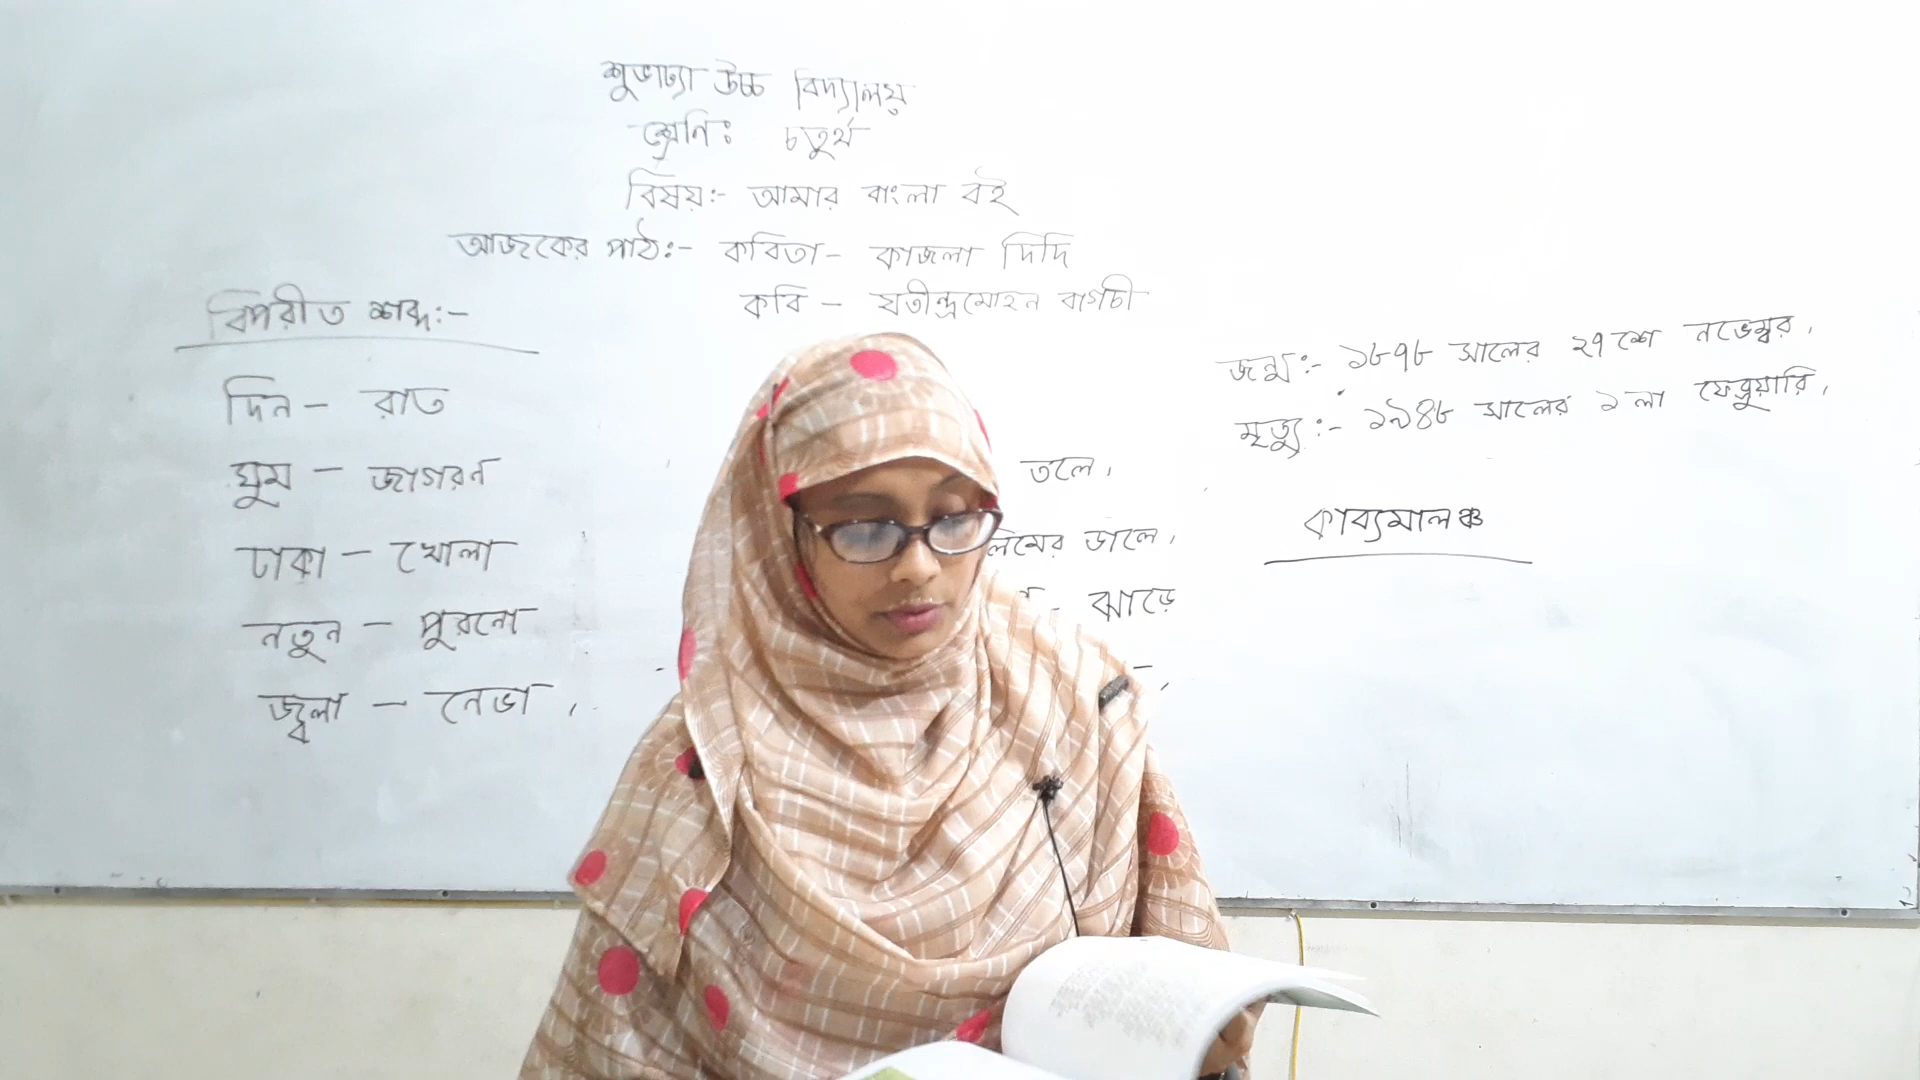 শুভাঢ্যা উচ্চ বিদ্যালয়
শ্রেণি: চতুর্থ
বিষয়:- আমার বাংলা বই
আজকের পাঠ:- কবিতা- কাজলা দিদি
কবি - যতীন্দ্রমোহন বাগচী
বিপরীত শব্দ:-
দিন - রাত
ঘুম - জাগরন
ঢাকা - খোলা
নতুন - পুরনো
জ্বলা - নেভা,
তলে,
লিমের ডালে,
- ঝাড়ে
জন্ম:- ১৮৭৮ সালের ২৭শে নভেম্বর,
মৃত্যু:- ১৯৪৮ সালের ১লা ফেব্রুয়ারি,
কাব্যমালঞ্চ